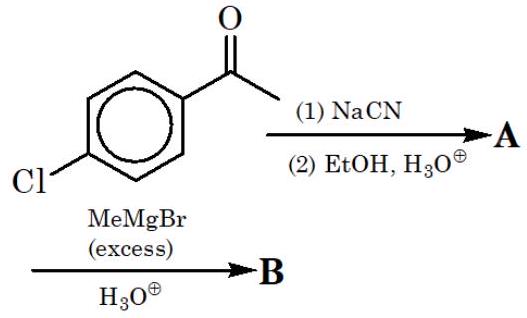 O
(1) NaCN
A
(2) EtOH, H₃O⊕
Cl
MeMgBr
(excess)
B
H₃O⊕